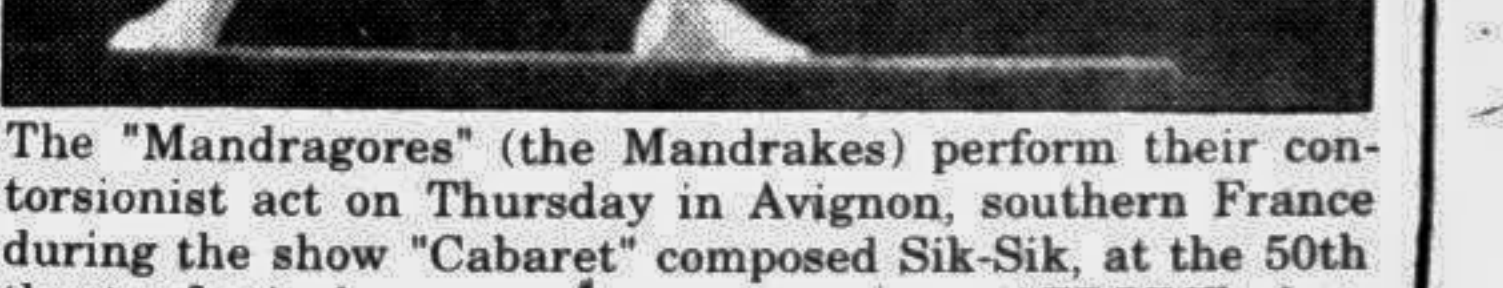 The "Mandragores" (the Mandrakes) perform their con-
torsionist act on Thursday in Avignon, southern France
during the show "Cabaret" composed Sik-Sik, at the 50th